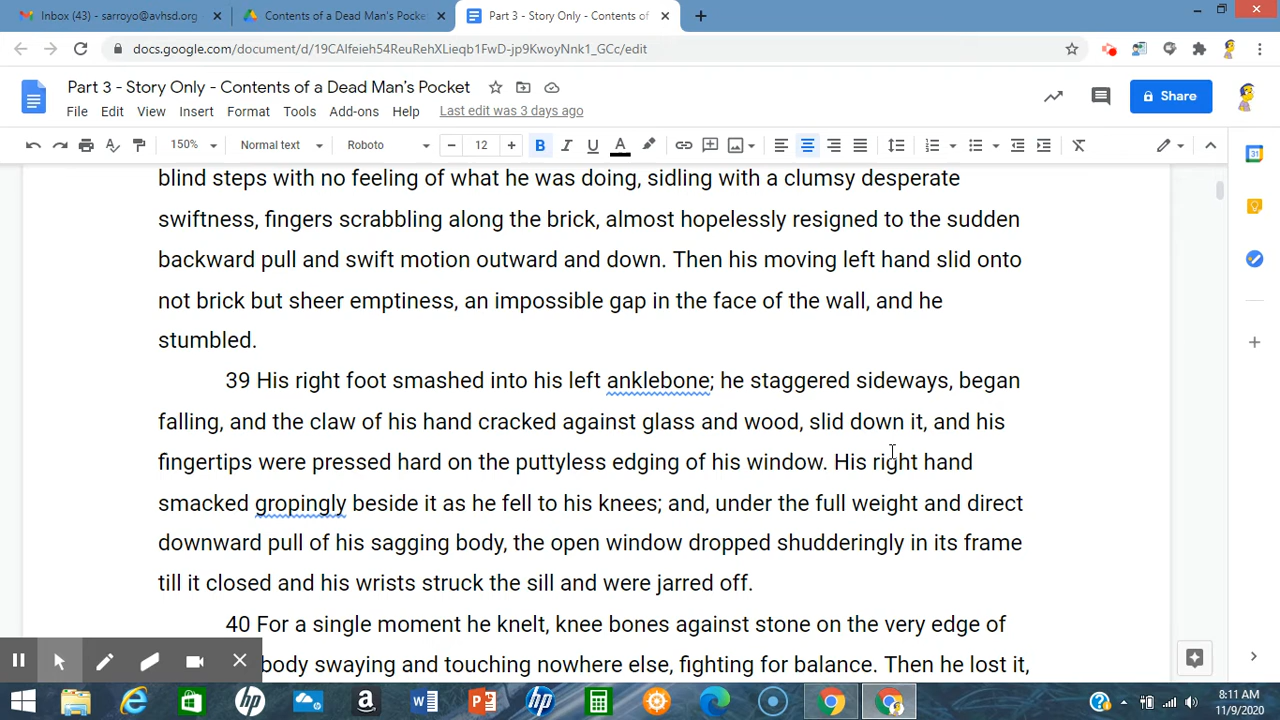 Inbox (43) - sarroyo@avhsd.org
Contents of a Dead Man's Pocket
Part 3 - Story Only - Contents of
docs.google.com/document/d/19CAlfeieh54ReuRehXLieqb1FwD-jp9KwoyNnk1_GCc/edit
Part 3 - Story Only - Contents of a Dead Man's Pocket
File Edit View Insert Format Tools Add-ons Help Last edit was 3 days ago
Share
150% Normal text Roboto 12 B I U A
31
blind steps with no feeling of what he was doing, sidling with a clumsy desperate
swiftness, fingers scrabbling along the brick, almost hopelessly resigned to the sudden
backward pull and swift motion outward and down. Then his moving left hand slid onto
not brick but sheer emptiness, an impossible gap in the face of the wall, and he
stumbled.
39 His right foot smashed into his left anklebone; he staggered sideways, began
falling, and the claw of his hand cracked against glass and wood, slid down it, and his
fingertips were pressed hard on the puttyless edging of his window. His right hand
smacked gropingly beside it as he fell to his knees; and, under the full weight and direct
downward pull of his sagging body, the open window dropped shudderingly in its frame
till it closed and his wrists struck the sill and were jarred off.
40 For a single moment he knelt, knee bones against stone on the very edge of
body swaying and touching nowhere else, fighting for balance. Then he lost it,
8:11 AM
11/9/2020